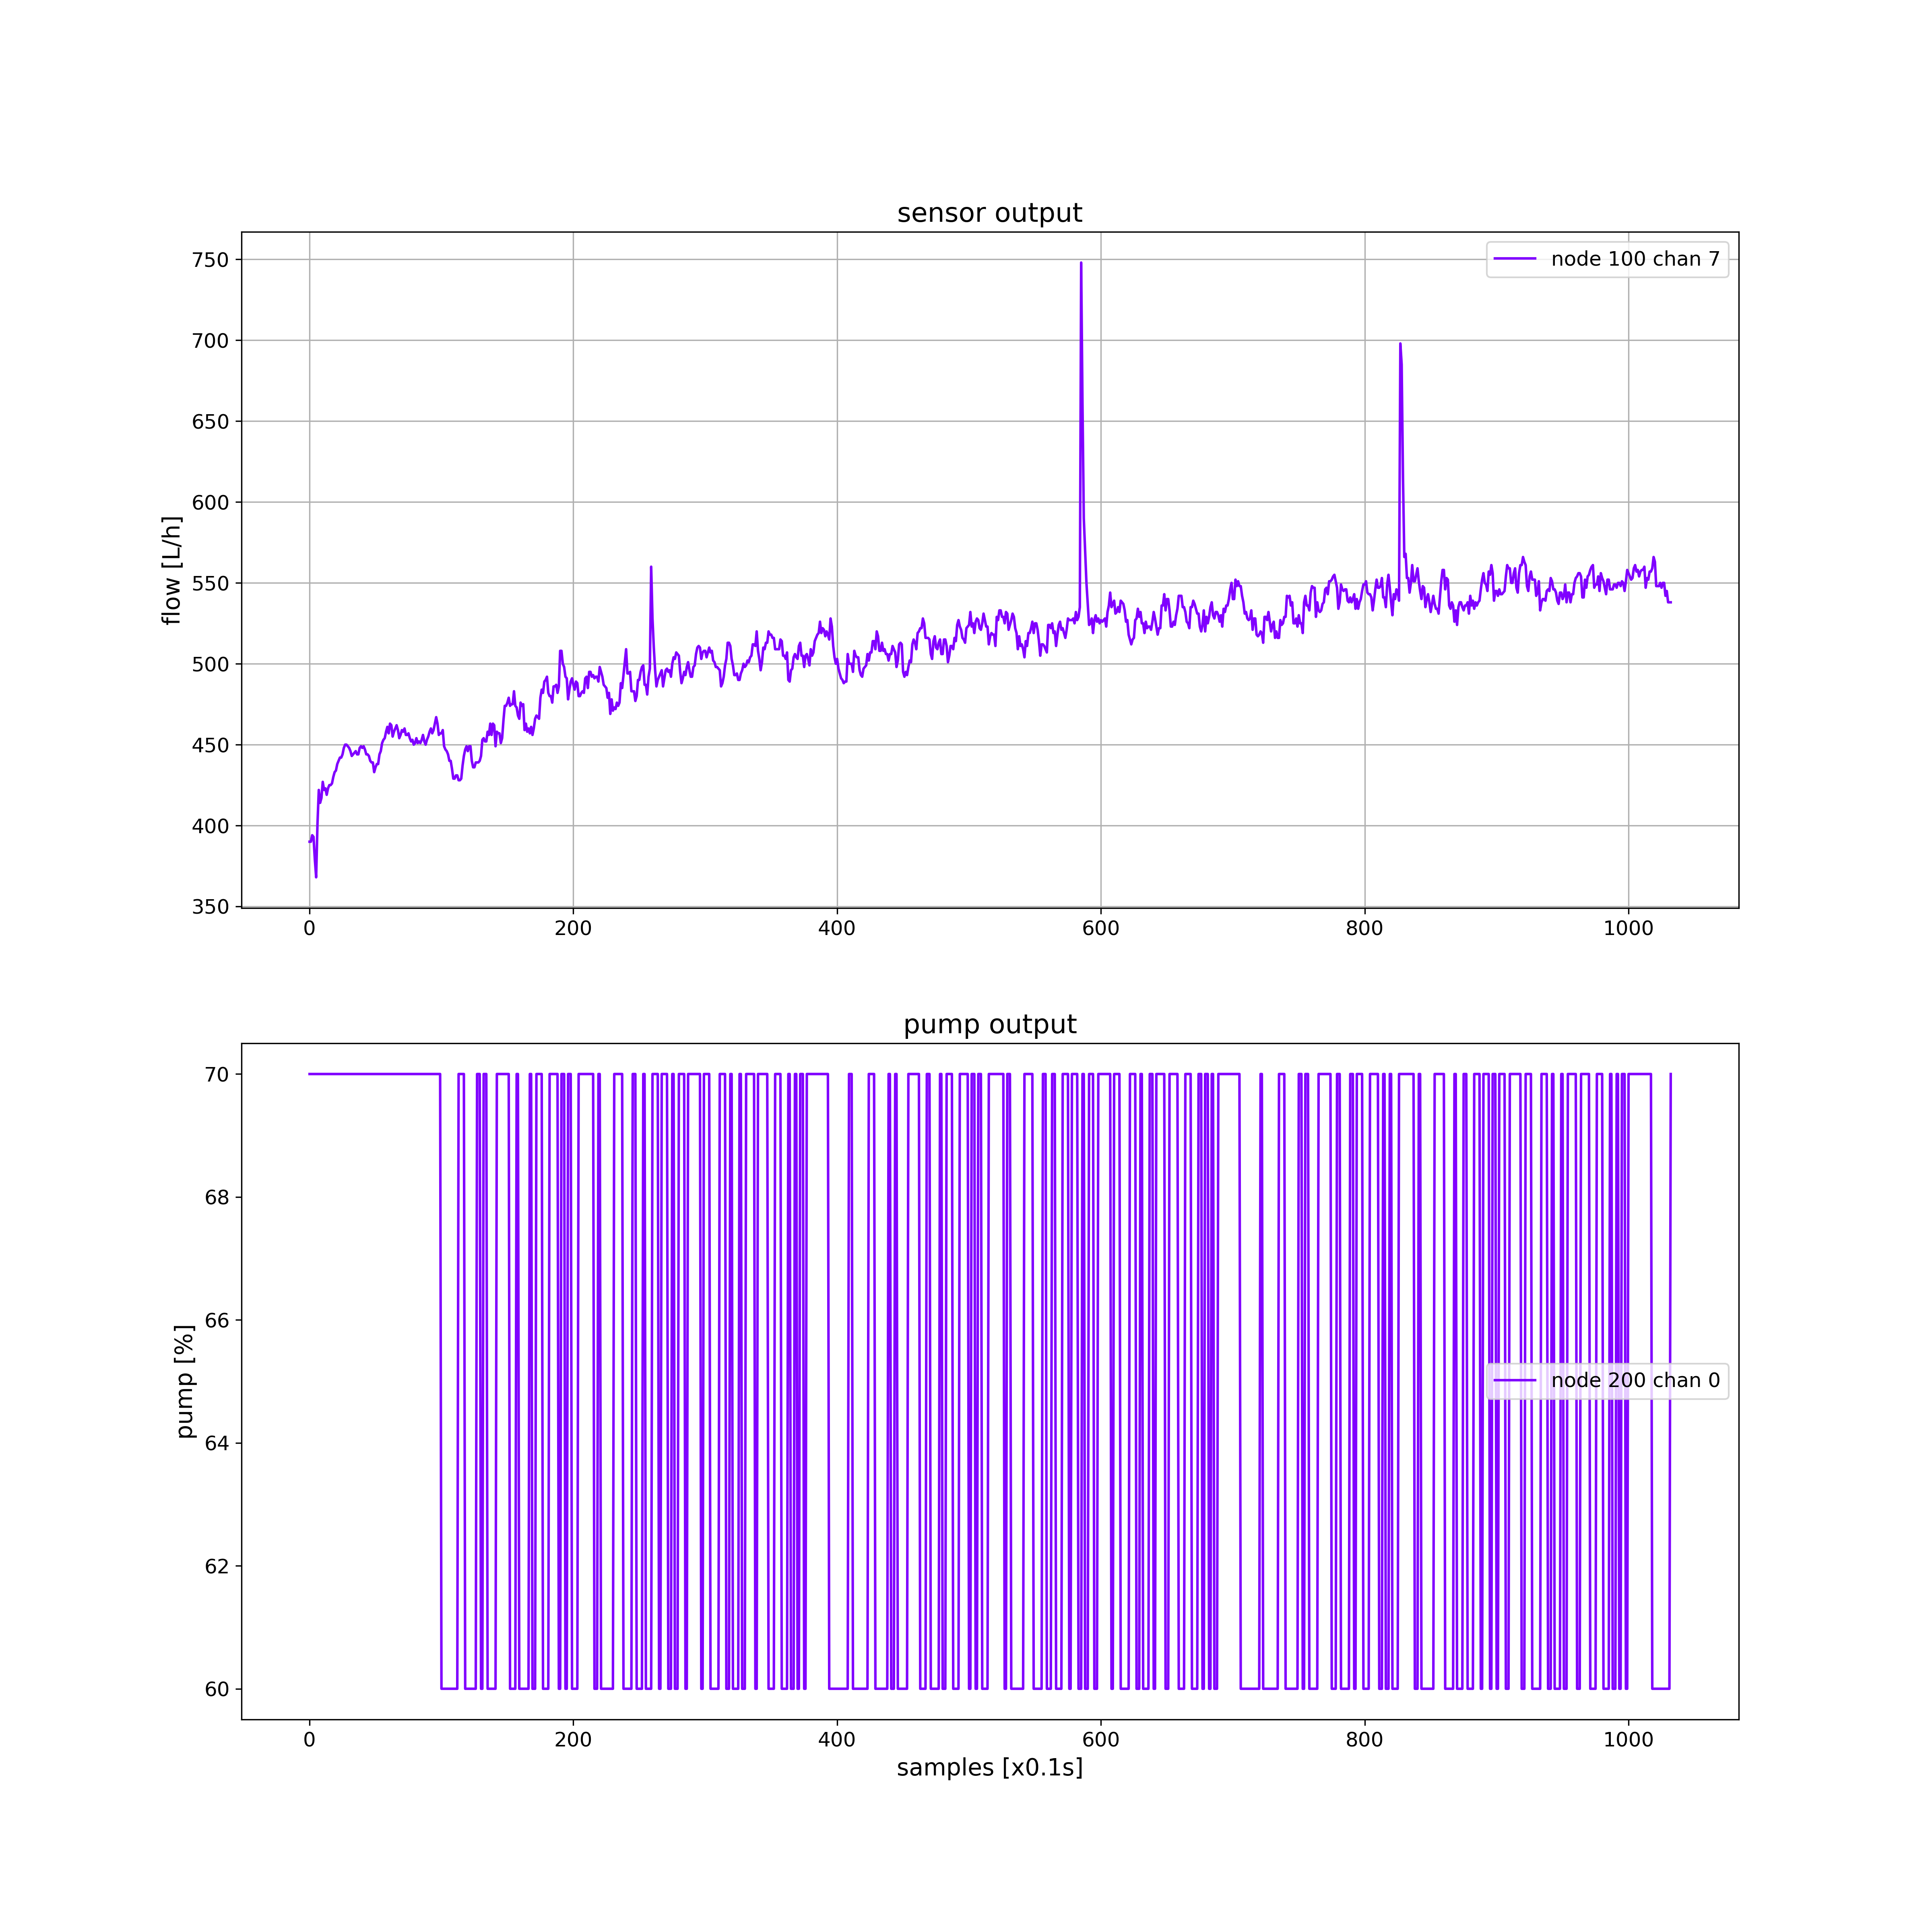 sensor output
node 100 chan 7
flow [L/h]
750
700
650
600
550
500
450
400
350
0 200 400 600 800 1000
pump output
node 200 chan 0
pump [%]
70
68
66
64
62
60
0 200 400 600 800 1000
samples [x0.1s]